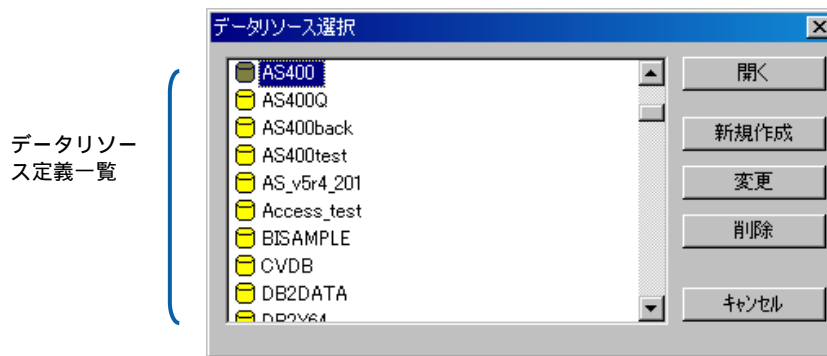 データリソース選択
データリソー
ス定義一覧
AS400
AS400Q
AS400back
AS400test
AS_v5r4_201
Access_test
BISAMPLE
CVDB
DB2DATA
DB2X64
開く
新規作成
変更
削除
キャンセル